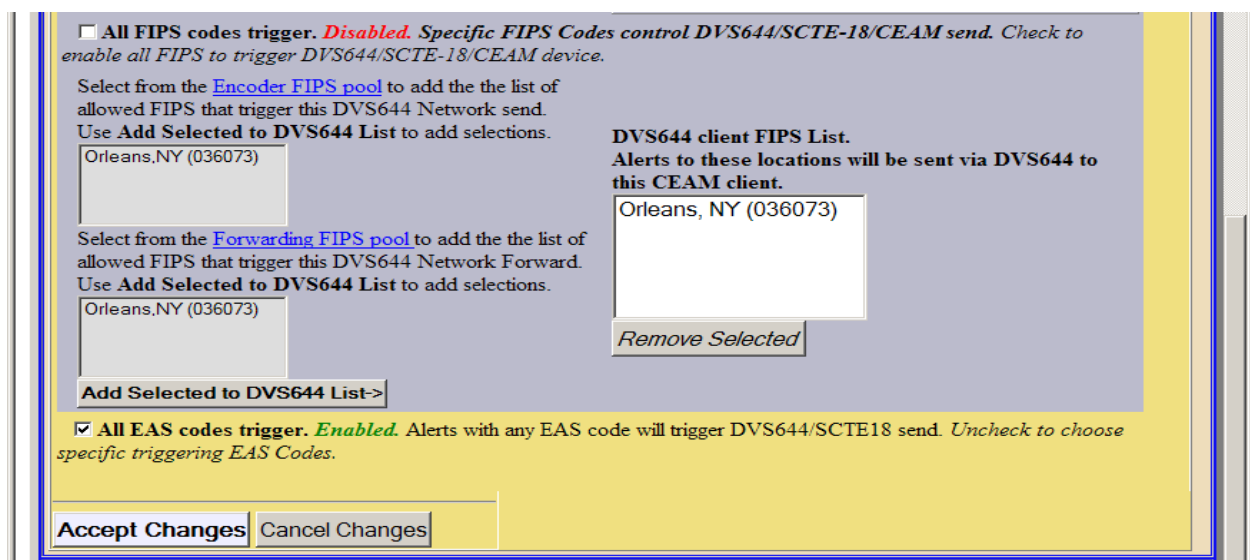 All FIPS codes trigger. Disabled. Specific FIPS Codes control DVS644/SCTE-18/CEAM send. Check to
enable all FIPS to trigger DVS644/SCTE-18/CEAM device.
Select from the Encoder FIPS pool to add the the list of
allowed FIPS that trigger this DVS644 Network send.
Use Add Selected to DVS644 List to add selections.
Orleans,NY (036073)
Select from the Forwarding FIPS pool to add the the list of
allowed FIPS that trigger this DVS644 Network Forward.
Use Add Selected to DVS644 List to add selections.
Orleans,NY (036073)
Add Selected to DVS644 List->
DVS644 client FIPS List.
Alerts to these locations will be sent via DVS644 to
this CEAM client.
Orleans, NY (036073)
Remove Selected
All EAS codes trigger. Enabled. Alerts with any EAS code will trigger DVS644/SCTE18 send. Uncheck to choose
specific triggering EAS Codes.
Accept Changes Cancel Changes